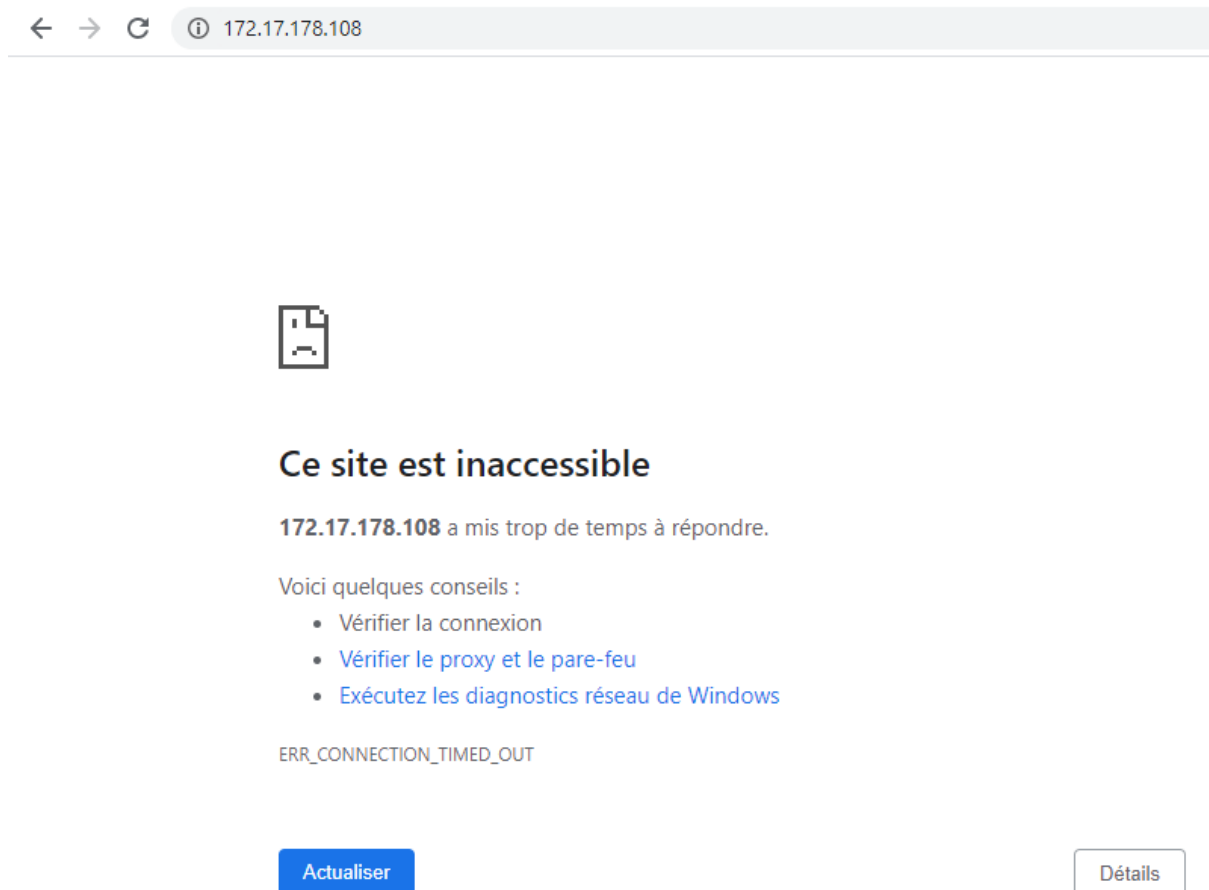 172.17.178.108
Ce site est inaccessible
172.17.178.108 a mis trop de temps à répondre.
Voici quelques conseils :
• Vérifier la connexion
• Vérifier le proxy et le pare-feu
• Exécutez les diagnostics réseau de Windows
ERR_CONNECTION_TIMED_OUT
Actualiser
Détails